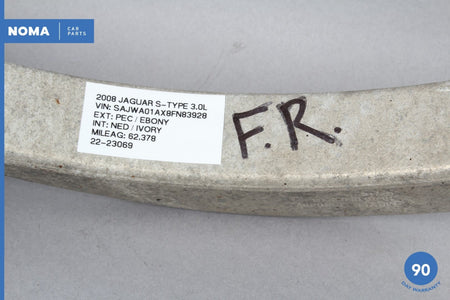 NOMA CAR PARTS
2008 JAGUAR S-TYPE 3.0L
VIN: SAJWA01AX8FN83928
EXT: PEC / EBONY
INT: NED / IVORY
MILEAG: 62.378
22-23069
F.R.
90
DAY WARRANTY